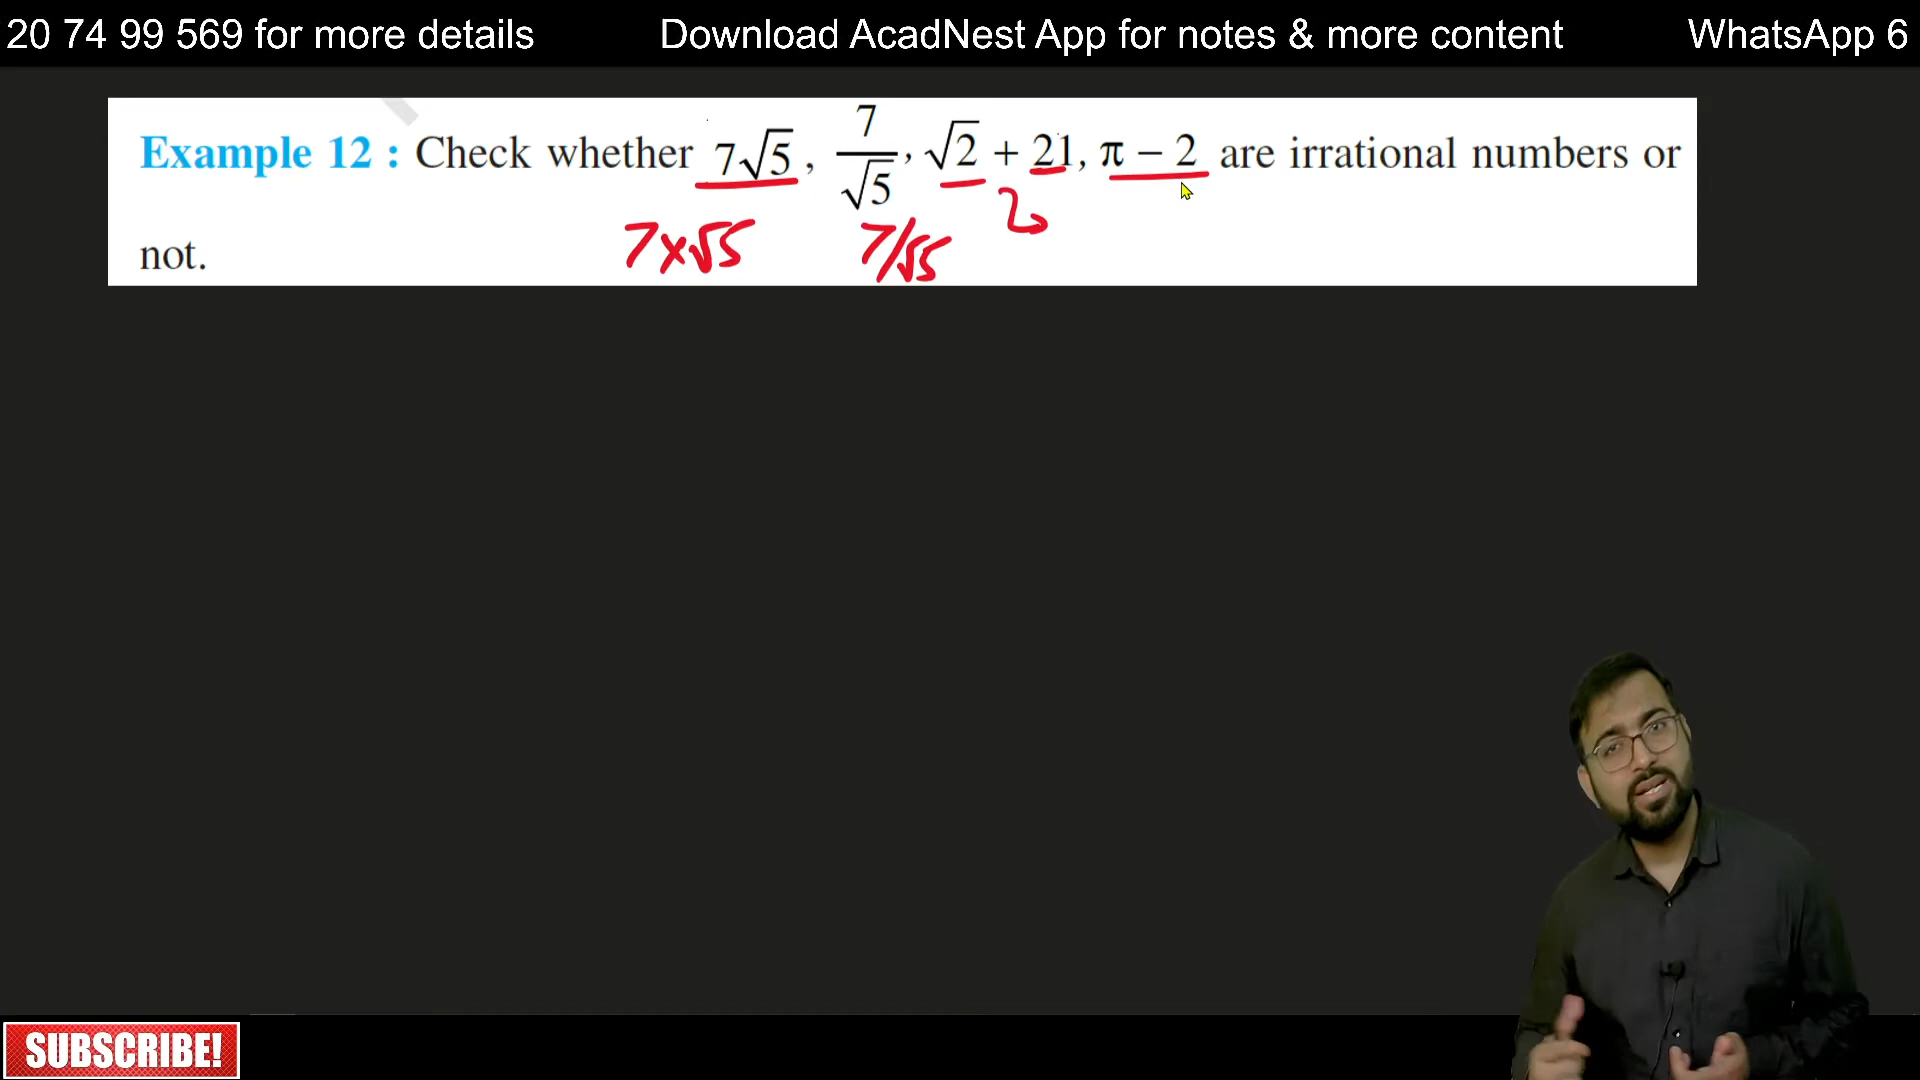 20 74 99 569 for more details Download AcadNest App for notes & more content WhatsApp 6
Example 12 : Check whether 7√5, 7/√5, √2 + 21, π − 2 are irrational numbers or
not.
7×√5 7/√5
SUBSCRIBE!